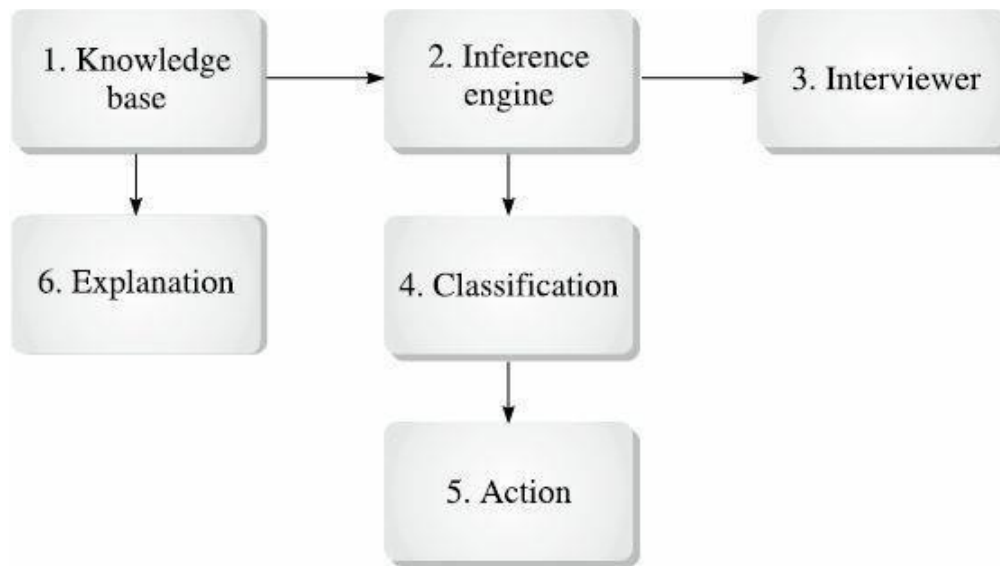 1. Knowledge
base
2. Inference
engine
3. Interviewer
6. Explanation
4. Classification
5. Action